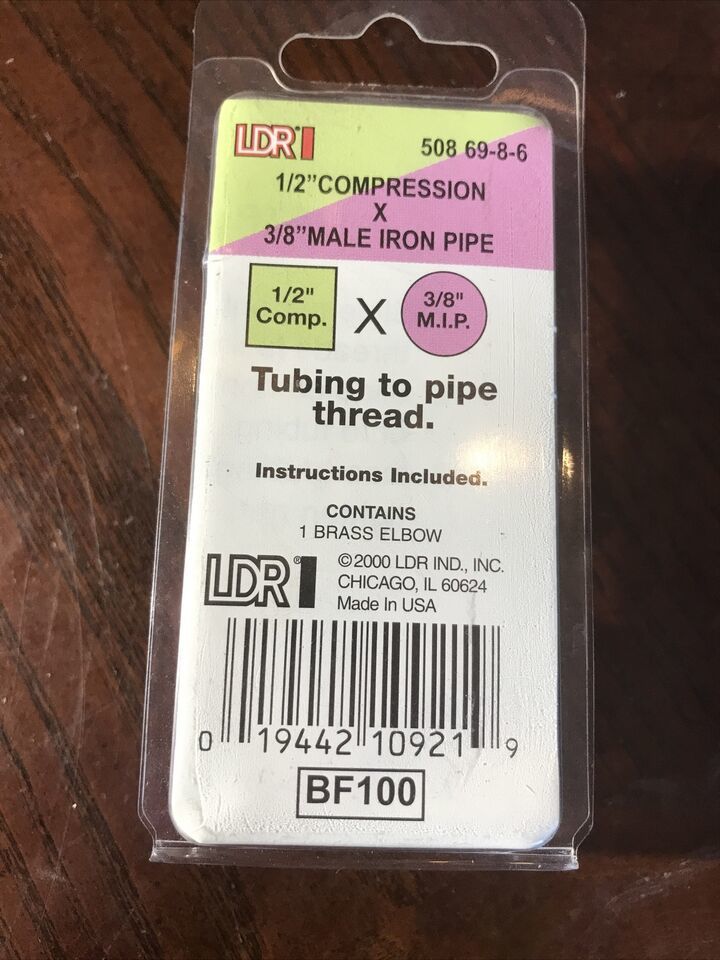 LDR®
508 69-8-6
1/2"COMPRESSION
X
3/8"MALE IRON PIPE
1/2"
Comp.
X
3/8"
M.I.P.
Tubing to pipe
thread.
Instructions Included.
CONTAINS
1 BRASS ELBOW
LDR®
©2000 LDR IND., INC.
CHICAGO, IL 60624
Made In USA
0 19442 10921 9
BF100